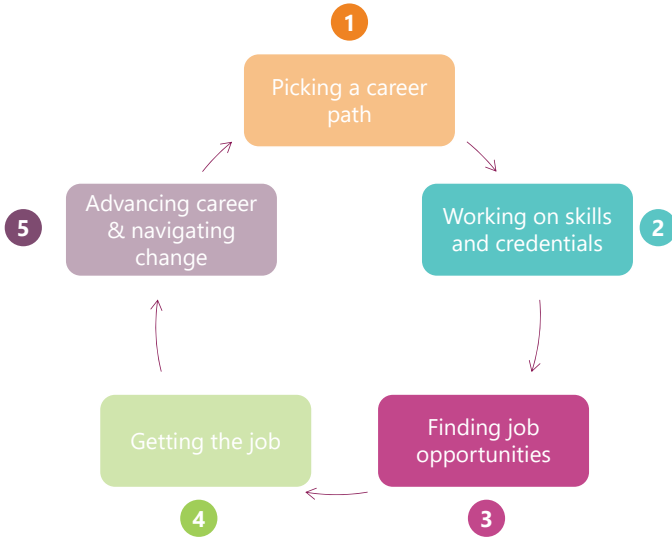 1
Picking a career
path
Working on skills
and credentials
2
Finding job
opportunities
3
Getting the job
4
Advancing career
& navigating
change
5